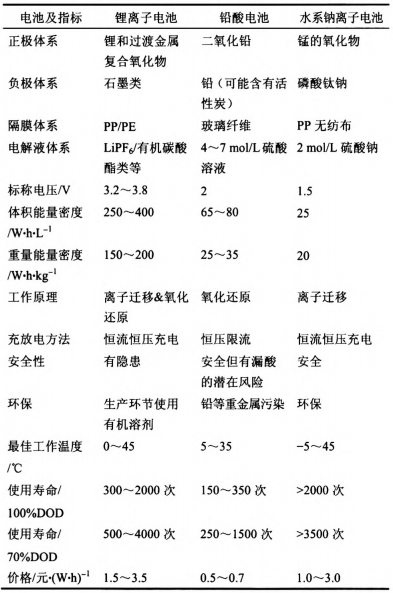 电池及指标 锂离子电池 铅酸电池 水系钠离子电池
正极体系 锂和过渡金属 二氧化铅 锰的氧化物
复合氧化物
负极体系 石墨类 铅（可能含有活 磷酸钛钠
性炭）
隔膜体系 PP/PE 玻璃纤维 PP 无纺布
电解液体系 LiPF₆/有机碳酸 4～7 mol/L硫酸 2 mol/L 硫酸钠
酯类等 溶液
标称电压/V 3.2～3.8 2 1.5
体积能量密度 250～400 65～80 25
/W·h·L⁻¹
重量能量密度 150～200 25～35 20
/W·h·kg⁻¹
工作原理 离子迁移&氧化 氧化还原 离子迁移
还原
充放电方法 恒流恒压充电 恒压限流 恒流恒压充电
安全性 有隐患 安全但有漏酸 安全
的潜在风险
环保 生产环节使用 铅等重金属污染 环保
有机溶剂
最佳工作温度 0～45 5～35 −5～45
/℃
使用寿命/ 300～2000 次 150～350 次 >2000 次
100%DOD
使用寿命/ 500～4000 次 250～1500 次 >3500 次
70%DOD
价格/元·(W·h)⁻¹ 1.5～3.5 0.5～0.7 1.0～3.0